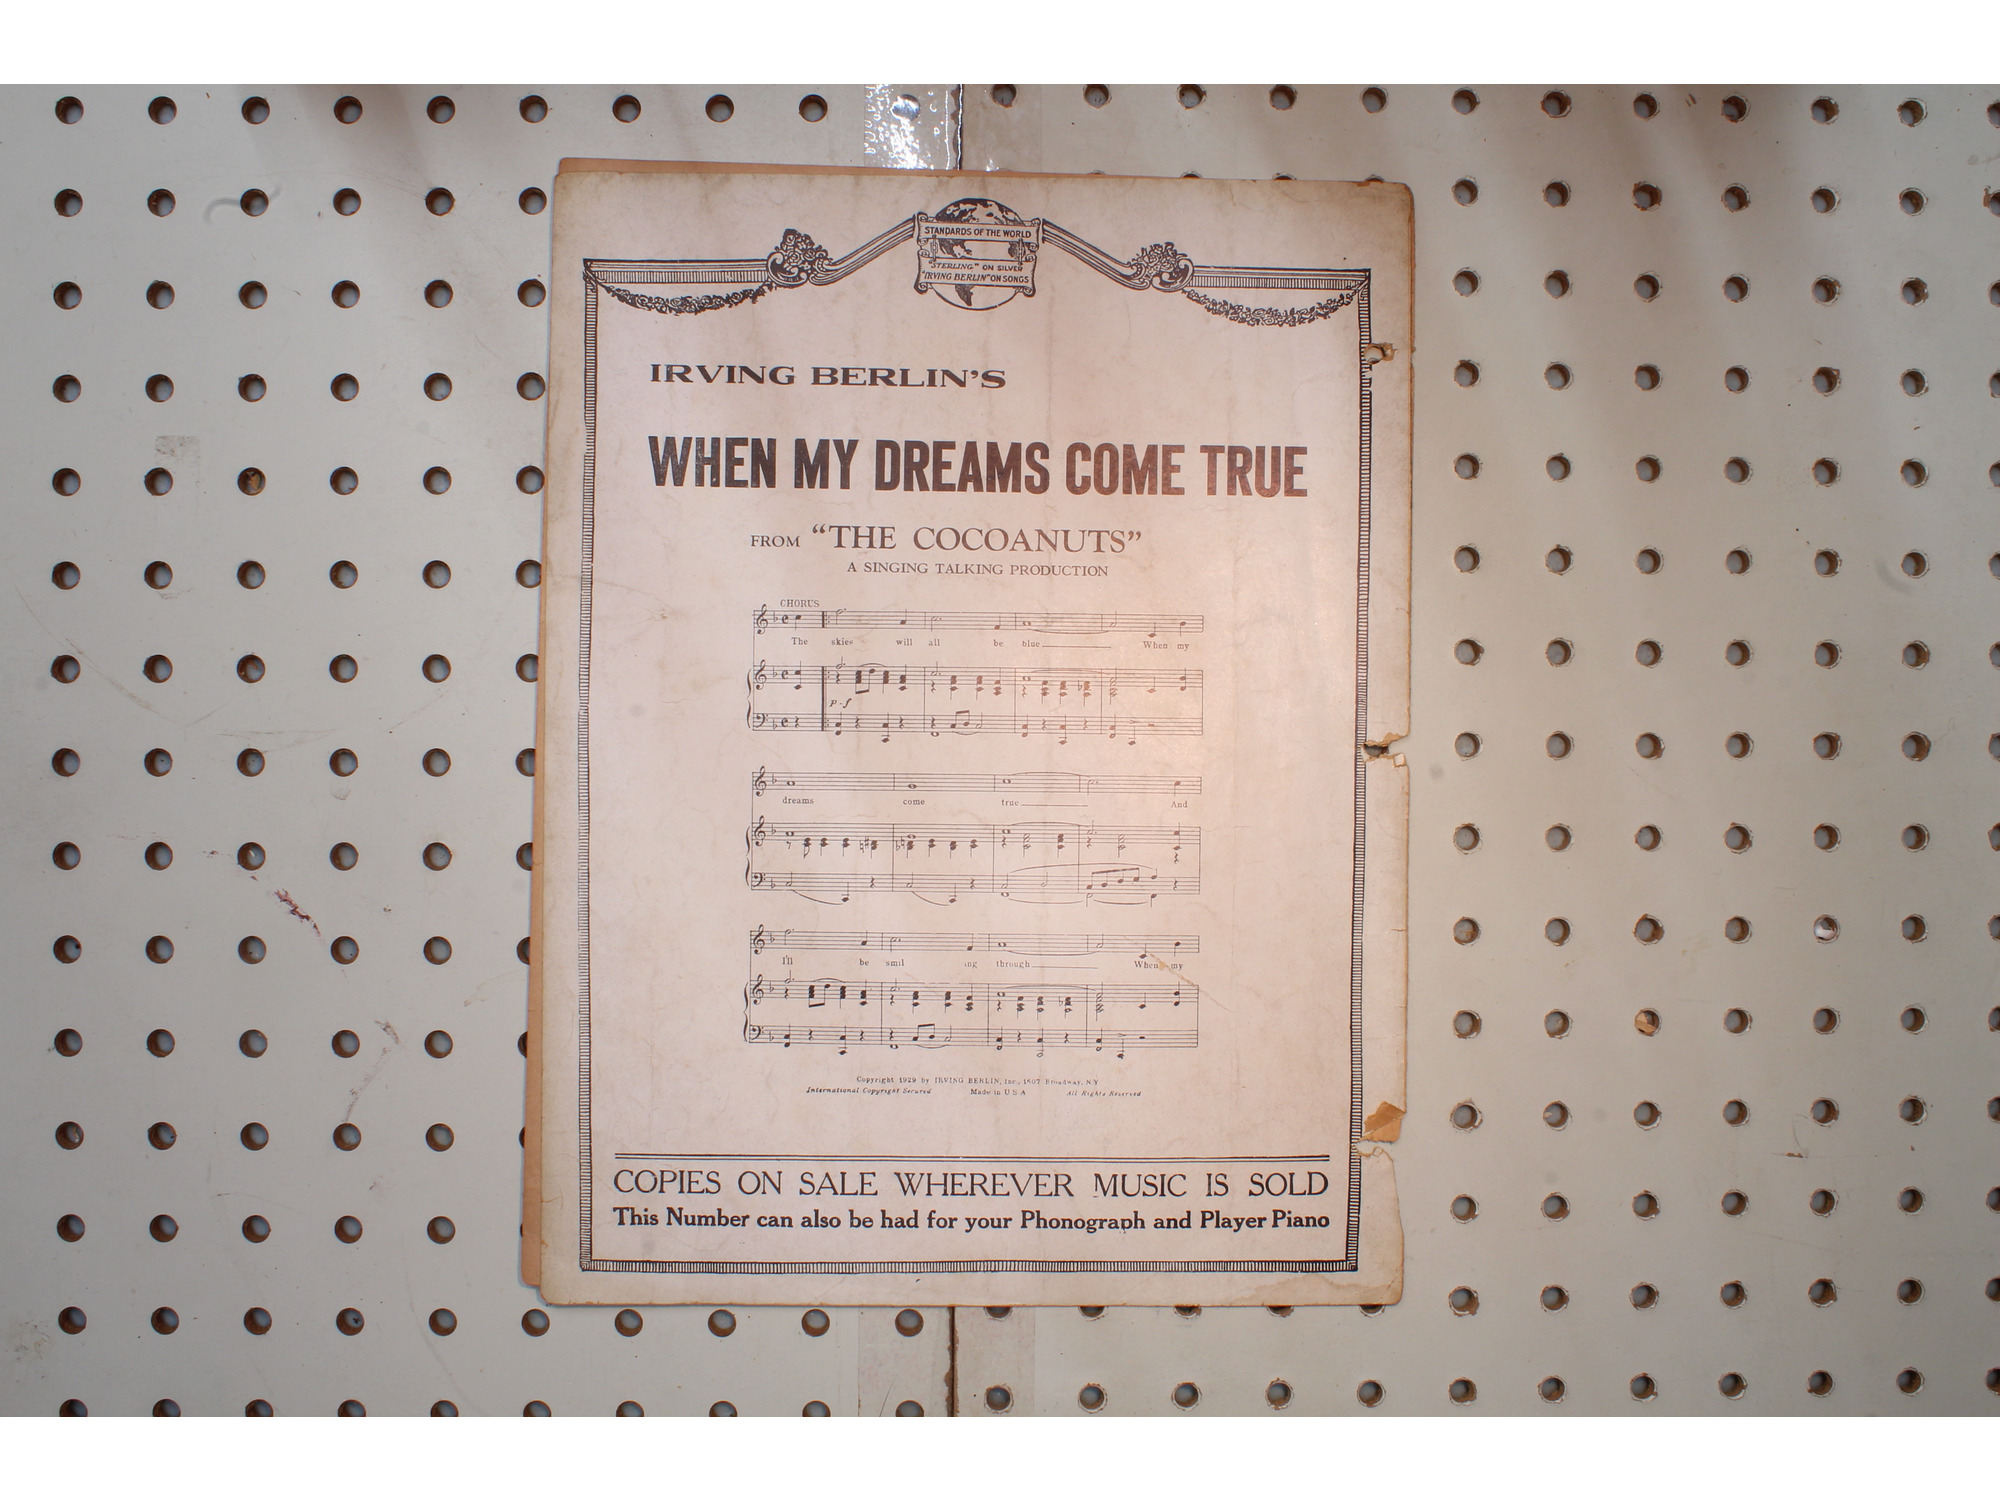 STANDARDS OF THE WORLD
"STERLING" ON SILVER
"IRVING BERLIN" ON SONGS
IRVING BERLIN'S
WHEN MY DREAMS COME TRUE
FROM "THE COCOANUTS"
A SINGING TALKING PRODUCTION
CHORUS
The skies will all be blue When my
p-f
dreams come true And
I'll be smil ing through When my
Copyright 1929 by IRVING BERLIN, Inc., 1607 Broadway, N.Y
International Copyright Secured Made in U S A All Rights Reserved
COPIES ON SALE WHEREVER MUSIC IS SOLD
This Number can also be had for your Phonograph and Player Piano